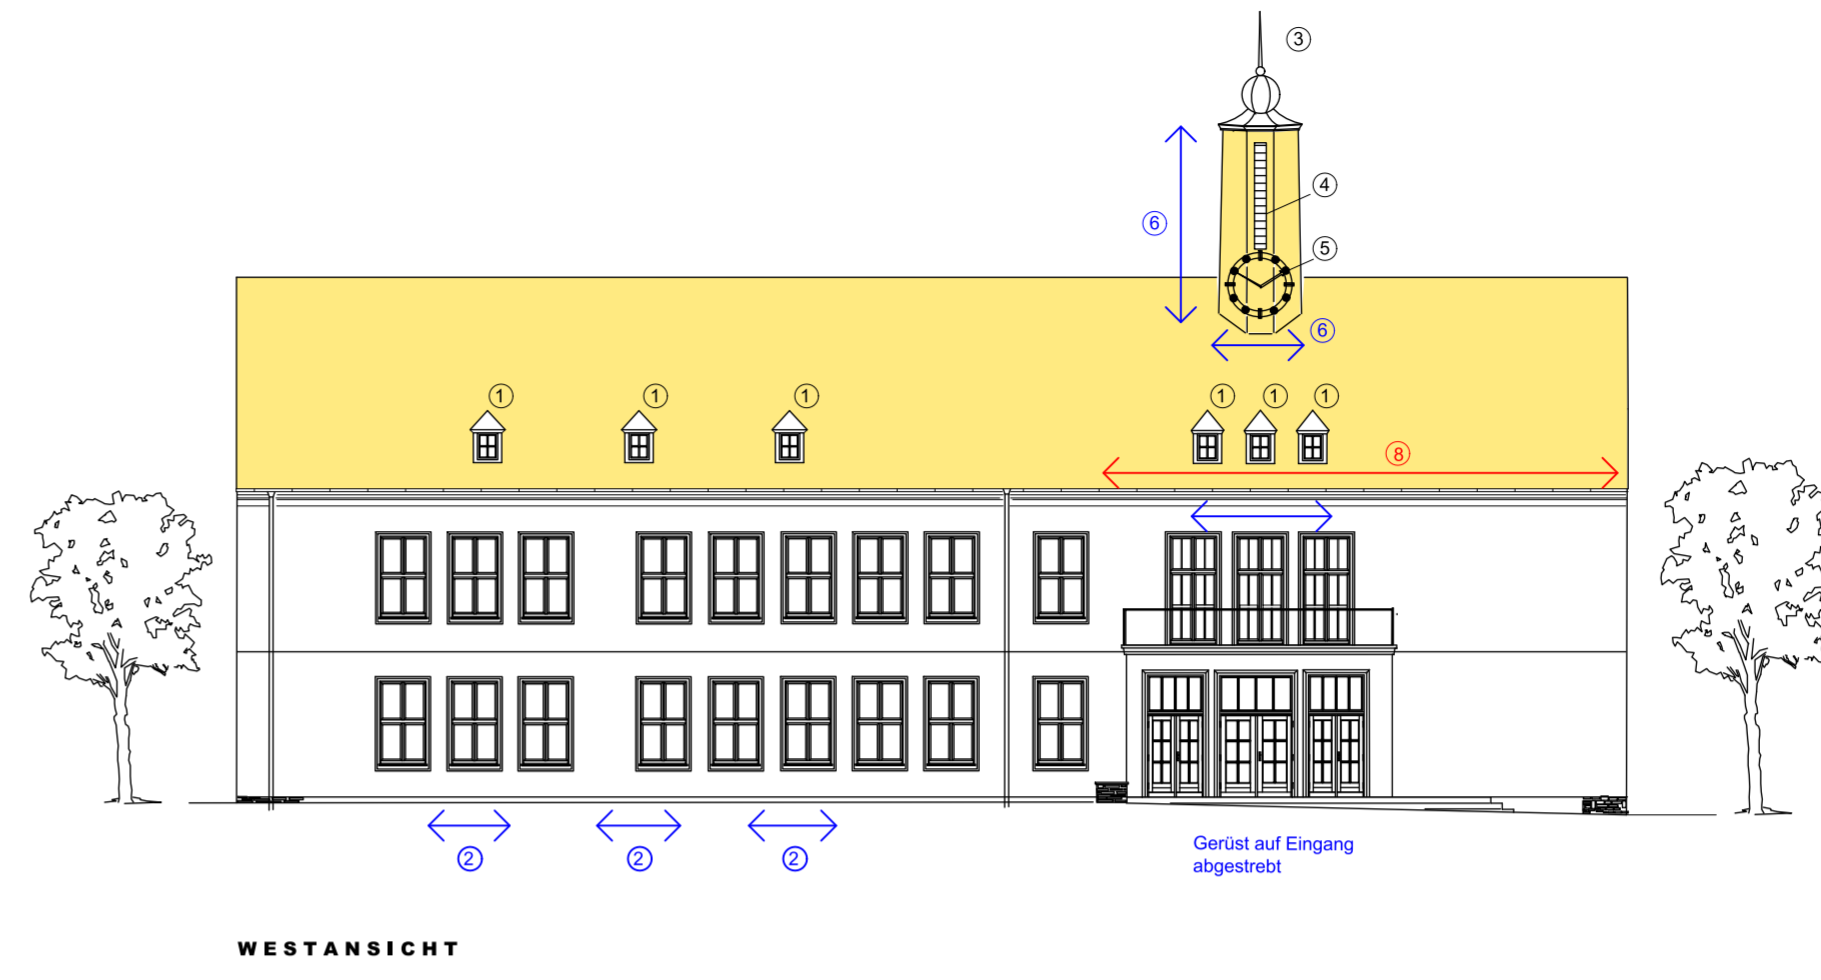 ③
④
⑥
⑤
⑥
① ① ① ① ① ①
⑧
② ② ②
Gerüst auf Eingang
abgestrebt
WESTANSICHT